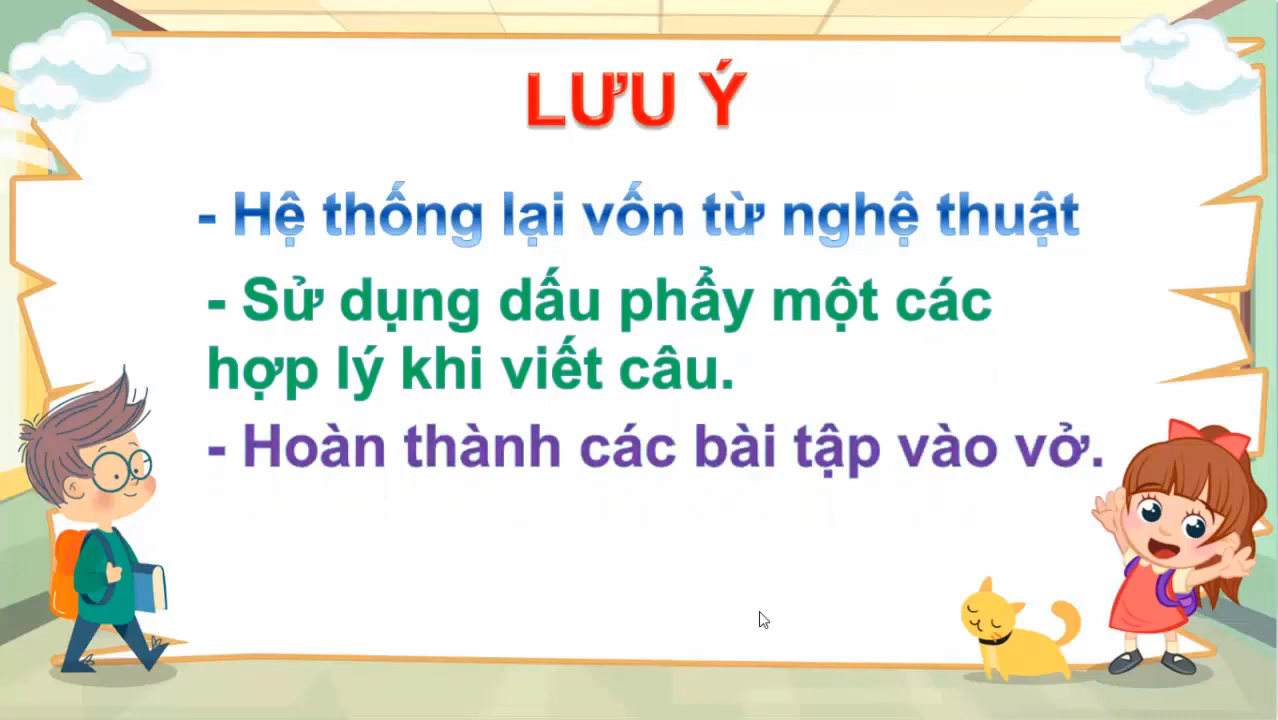 LƯU Ý
- Hệ thống lại vốn từ nghệ thuật
- Sử dụng dấu phẩy một các
hợp lý khi viết câu.
- Hoàn thành các bài tập vào vở.